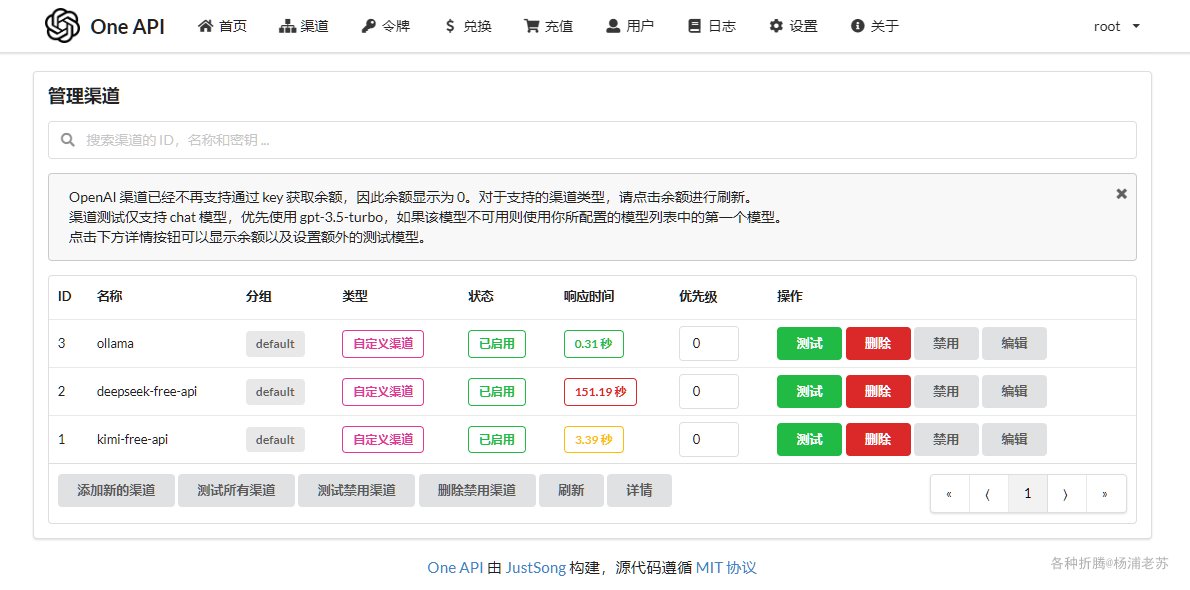 One API 首页 渠道 令牌 兑换 充值 用户 日志 设置 关于 root
管理渠道
搜索渠道的 ID，名称和密钥 ...
OpenAI 渠道已经不再支持通过 key 获取余额，因此余额显示为 0。对于支持的渠道类型，请点击余额进行刷新。
渠道测试仅支持 chat 模型，优先使用 gpt-3.5-turbo，如果该模型不可用则使用你所配置的模型列表中的第一个模型。
点击下方详情按钮可以显示余额以及设置额外的测试模型。
ID 名称 分组 类型 状态 响应时间 优先级 操作
3 ollama default 自定义渠道 已启用 0.31 秒 0 测试 删除 禁用 编辑
2 deepseek-free-api default 自定义渠道 已启用 151.19 秒 0 测试 删除 禁用 编辑
1 kimi-free-api default 自定义渠道 已启用 3.39 秒 0 测试 删除 禁用 编辑
添加新的渠道 测试所有渠道 测试禁用渠道 删除禁用渠道 刷新 详情 « ⟨ 1 ⟩ »
One API 由 JustSong 构建，源代码遵循 MIT 协议
各种折腾@杨浦老苏